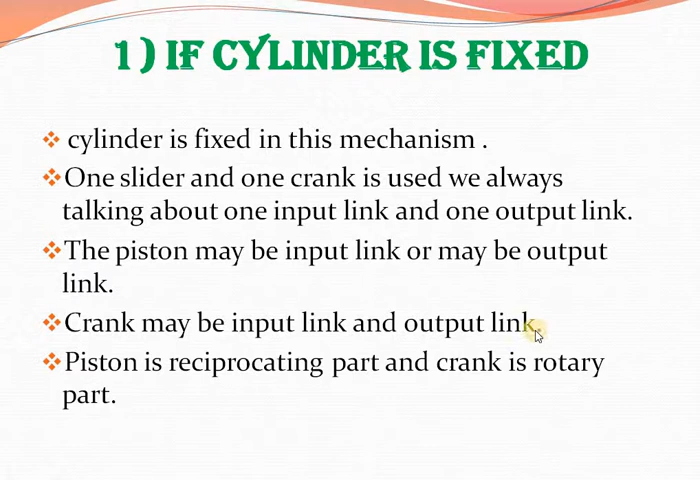 1) IF CYLINDER IS FIXED
cylinder is fixed in this mechanism .
One slider and one crank is used we always
talking about one input link and one output link.
The piston may be input link or may be output
link.
Crank may be input link and output link.
Piston is reciprocating part and crank is rotary
part.